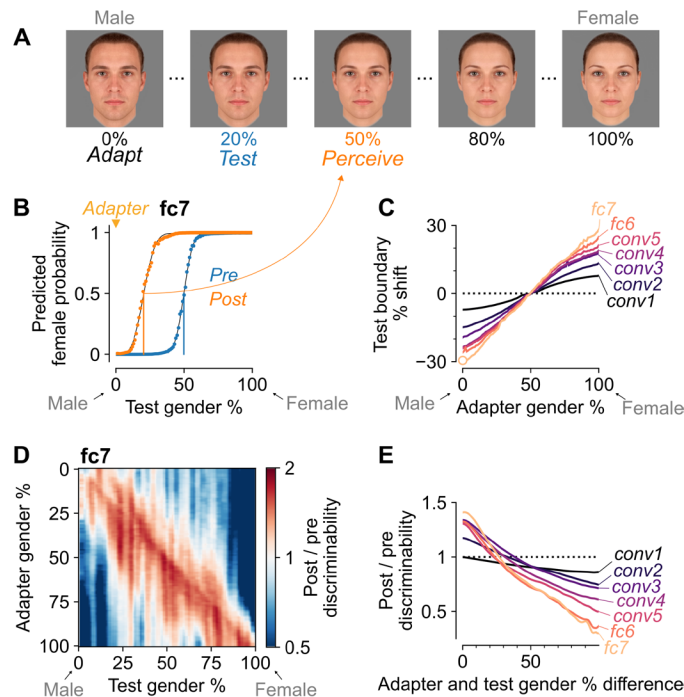 Male
Female
A
... ... ... ...
0%
20%
50%
80%
100%
Adapt
Test
Perceive
B
Adapter
fc7
Predicted
female probability
1
0.5
0
Pre
Post
0
50
100
Male
Test gender %
Female
C
Test boundary
% shift
30
0
−30
fc7
fc6
conv5
conv4
conv3
conv2
conv1
0
50
100
Male
Adapter gender %
Female
D
fc7
Adapter gender %
0
25
50
75
100
0
25
50
75
100
Male
Test gender %
Female
2
1
0.5
Post / pre
discriminability
E
Post / pre
discriminability
1.5
1
0.5
conv1
conv2
conv3
conv4
conv5
fc6
fc7
0
50
Adapter and test gender % difference